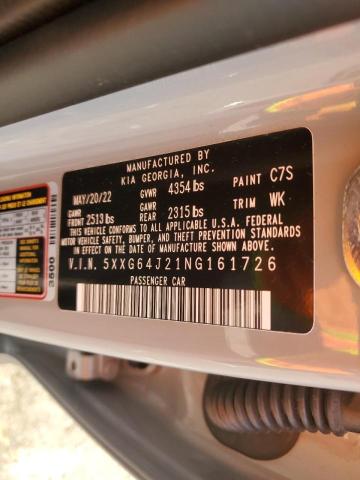 MANUFACTURED BY
KIA GEORGIA, INC.
MAY/20/22 GVWR 4354 lbs PAINT C7S
GAWR FRONT 2513 lbs GAWR REAR 2315 lbs TRIM WK
THIS VEHICLE CONFORMS TO ALL APPLICABLE U.S.A. FEDERAL
MOTOR VEHICLE SAFETY, BUMPER, AND THEFT PREVENTION STANDARDS
IN EFFECT ON THE DATE OF MANUFACTURE SHOWN ABOVE.
V.I.N. 5XXG64J21NG161726
PASSENGER CAR
3500